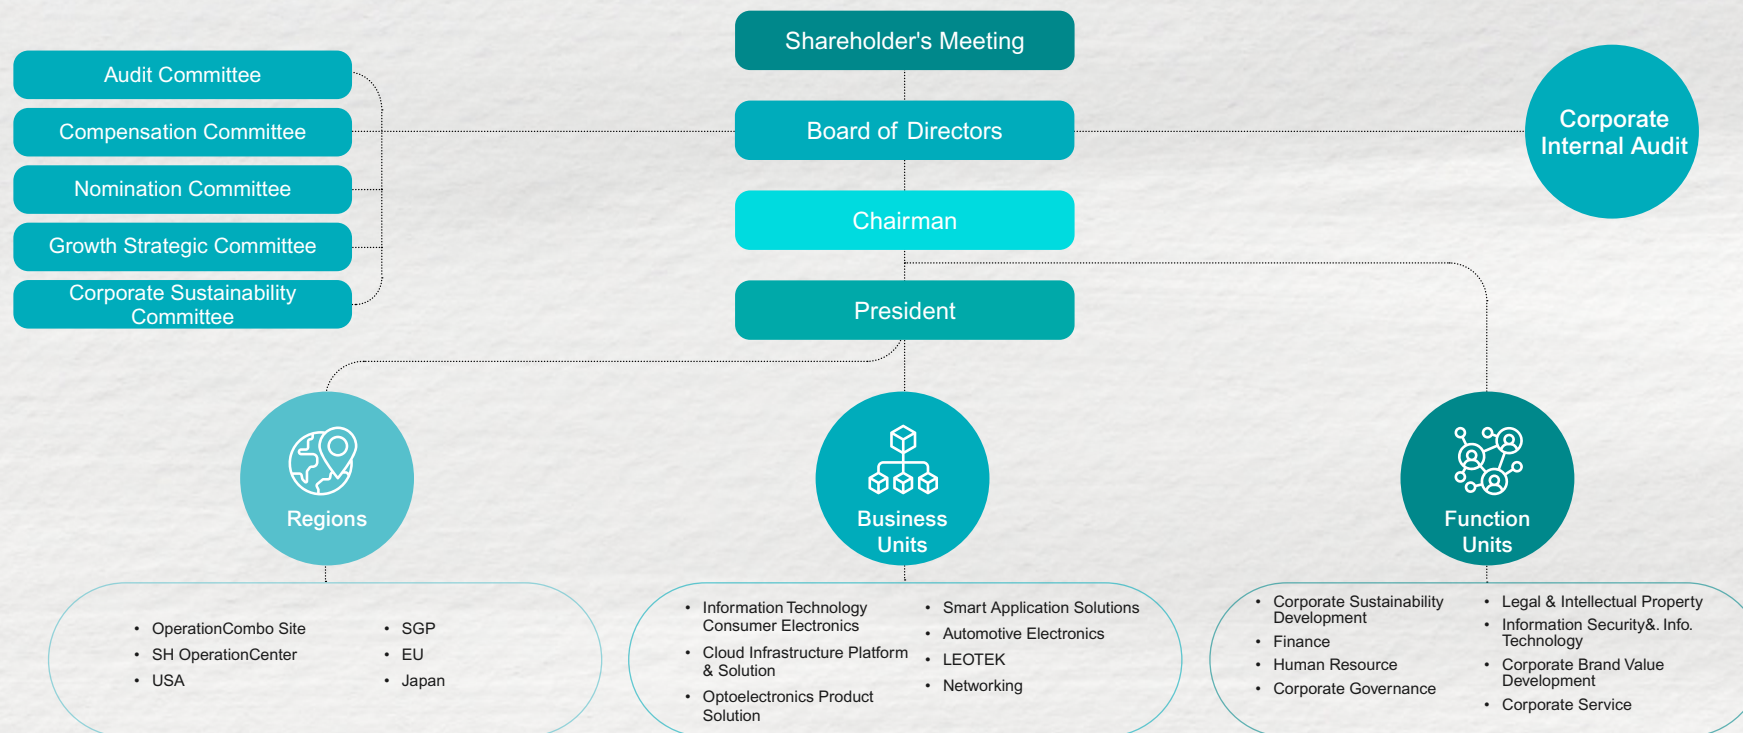 Shareholder's Meeting
Audit Committee
Compensation Committee
Nomination Committee
Growth Strategic Committee
Corporate Sustainability
Committee
Board of Directors
Corporate
Internal Audit
Chairman
President
Regions
Business
Units
Function
Units
• OperationCombo Site
• SH OperationCenter
• USA
• SGP
• EU
• Japan
• Information Technology
Consumer Electronics
• Cloud Infrastructure Platform
& Solution
• Optoelectronics Product
Solution
• Smart Application Solutions
• Automotive Electronics
• LEOTEK
• Networking
• Corporate Sustainability
Development
• Finance
• Human Resource
• Corporate Governance
• Legal & Intellectual Property
• Information Security&. Info.
Technology
• Corporate Brand Value
Development
• Corporate Service